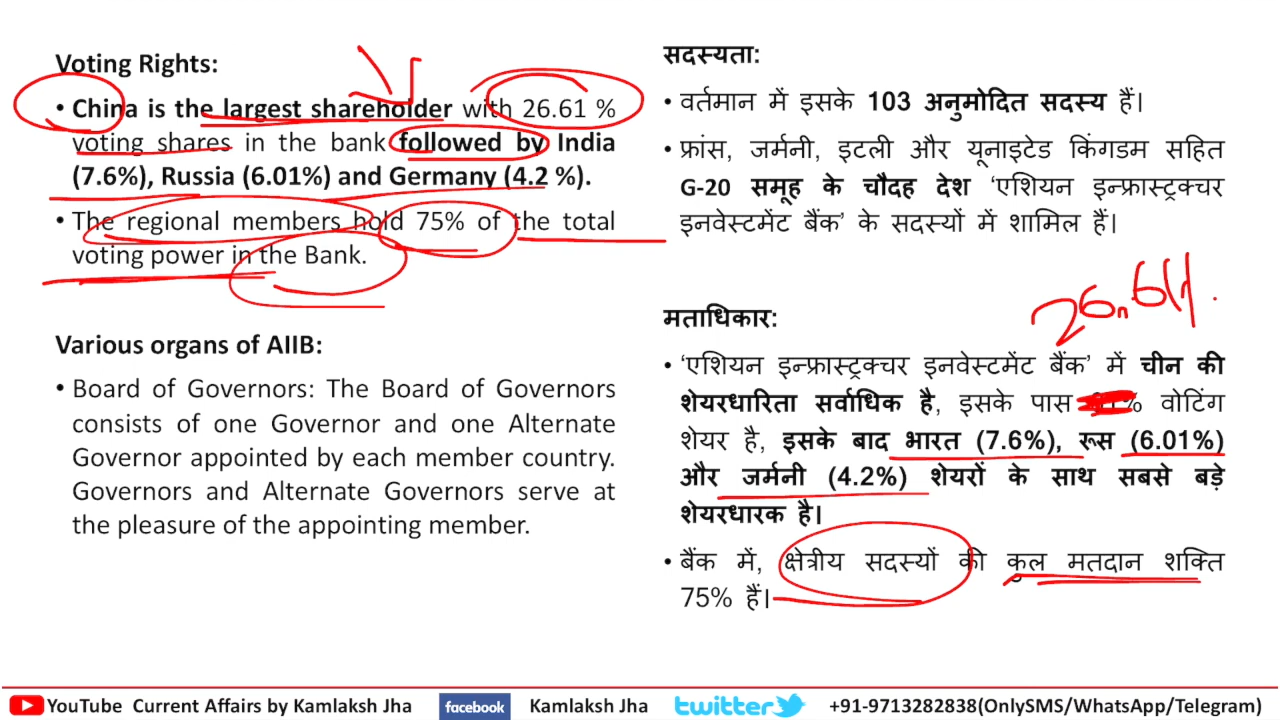 Voting Rights:
• China is the largest shareholder with 26.61 %
voting shares in the bank followed by India
(7.6%), Russia (6.01%) and Germany (4.2 %).
• The regional members hold 75% of the total
voting power in the Bank.
Various organs of AIIB:
• Board of Governors: The Board of Governors
consists of one Governor and one Alternate
Governor appointed by each member country.
Governors and Alternate Governors serve at
the pleasure of the appointing member.
सदस्यता:
• वर्तमान में इसके 103 अनुमोदित सदस्य हैं।
• फ्रांस, जर्मनी, इटली और यूनाइटेड किंगडम सहित
G-20 समूह के चौदह देश ‘एशियन इन्फ्रास्ट्रक्चर
इनवेस्टमेंट बैंक’ के सदस्यों में शामिल हैं।
26.61%
मताधिकार:
• ‘एशियन इन्फ्रास्ट्रक्चर इनवेस्टमेंट बैंक’ में चीन की
शेयरधारिता सर्वाधिक है, इसके पास % वोटिंग
शेयर है, इसके बाद भारत (7.6%), रूस (6.01%)
और जर्मनी (4.2%) शेयरों के साथ सबसे बड़े
शेयरधारक है।
• बैंक में, क्षेत्रीय सदस्यों की कुल मतदान शक्ति
75% हैं।
YouTube Current Affairs by Kamlaksh Jha facebook Kamlaksh Jha twitter +91-9713282838(OnlySMS/WhatsApp/Telegram)